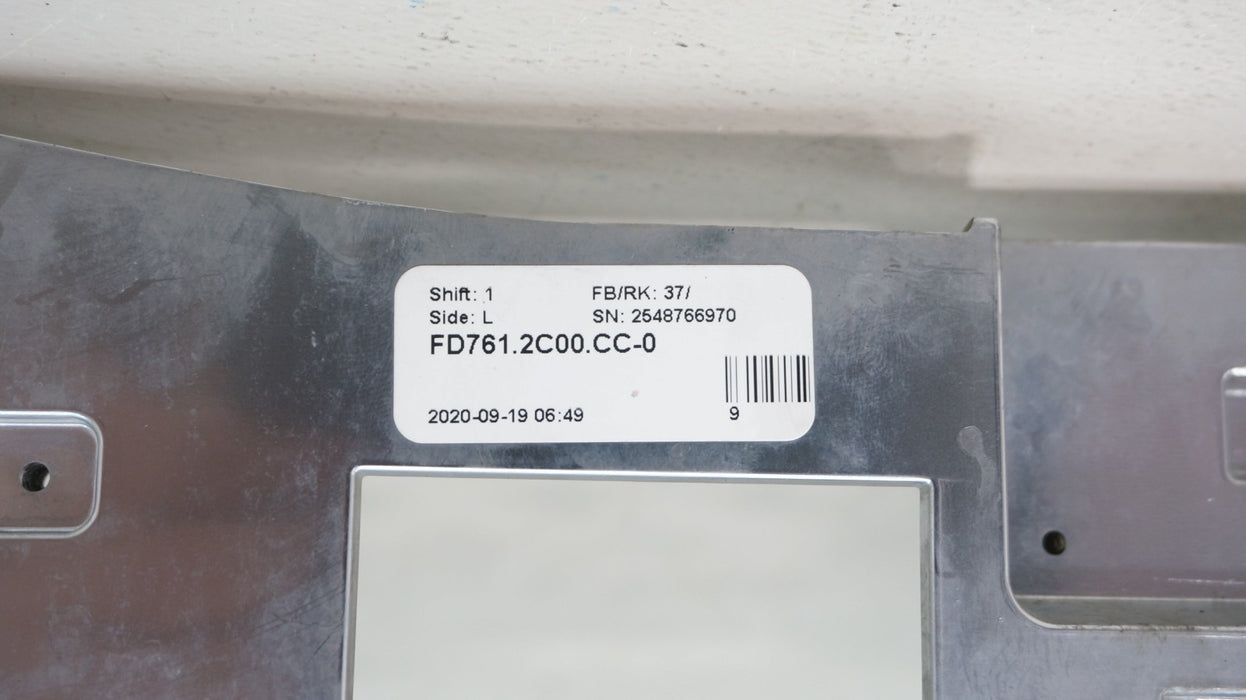 Shift: 1 FB/RK: 37/
Side: L SN: 2548766970
FD761.2C00.CC-0
2020-09-19 06:49 9